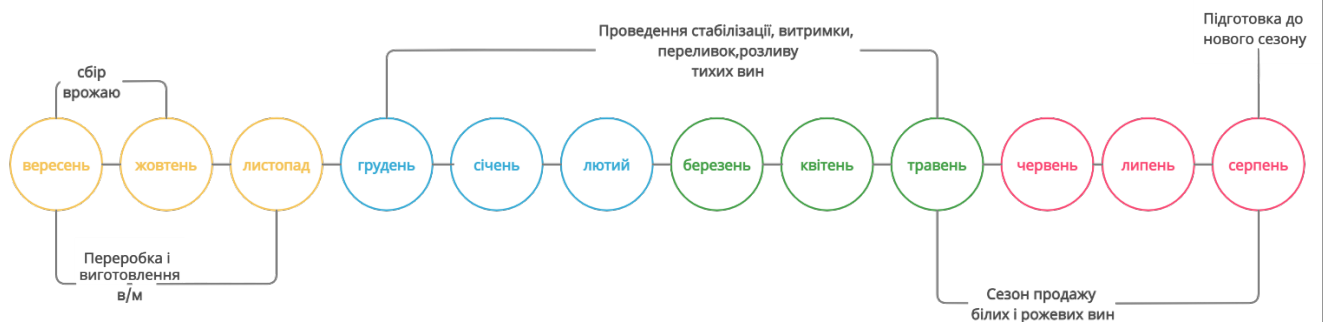 Підготовка до
нового сезону
Проведення стабілізації, витримки,
переливок,розливу
тихих вин
сбір
врожаю
вересень
жовтень
листопад
грудень
січень
лютий
березень
квітень
травень
червень
липень
серпень
Переробка і
виготовлення
в/м
Сезон продажу
білих і рожевих вин